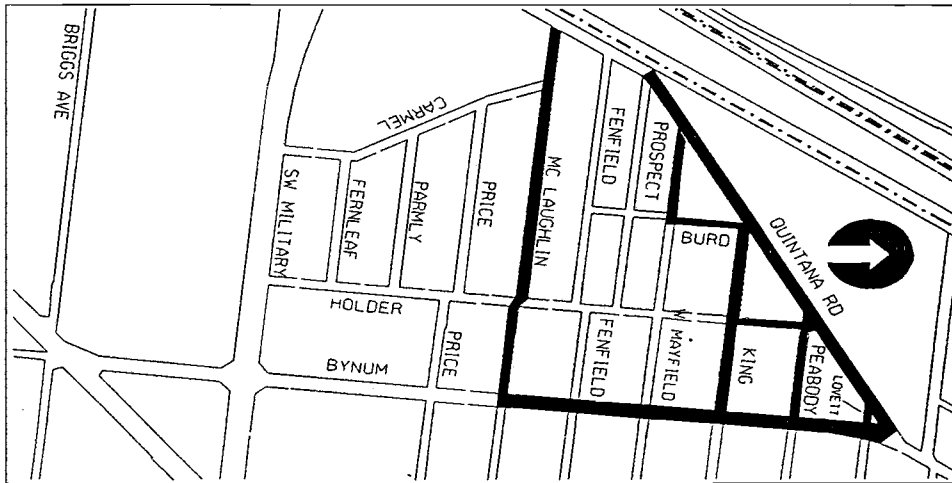 BRIGGS AVE
CARMEL
SW MILITARY
FERNLEAF
PARMLY
PRICE
MC LAUGHLIN
FENFIELD
PROSPECT
BURD
QUINTANA RD
HOLDER
BYNUM
PRICE
FENFIELD
W MAYFIELD
KING
PEABODY
LOVETT